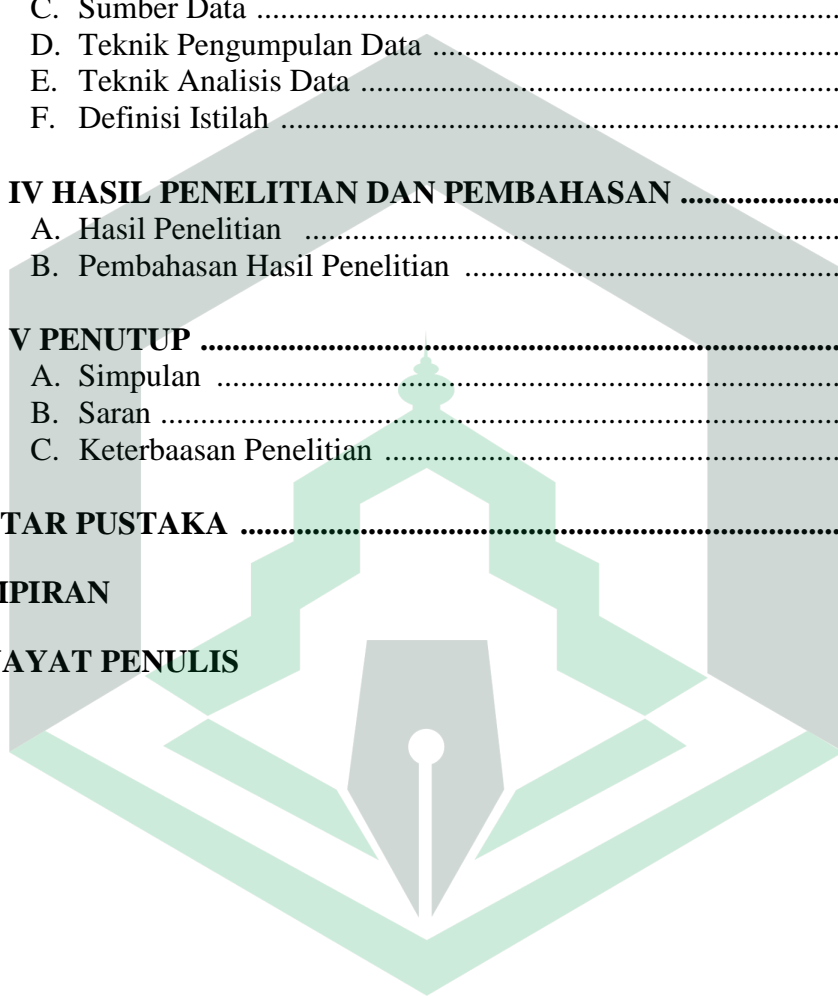 C. Sumber Data ........................................................................................
D. Teknik Pengumpulan Data .......................................................
E. Teknik Analisis Data ................................................................
F. Definisi Istilah ..........................................................................
IV HASIL PENELITIAN DAN PEMBAHASAN ....................
A. Hasil Penelitian .......................................................................
B. Pembahasan Hasil Penelitian ...................................................
V PENUTUP ..................................................................................
A. Simpulan ..................................................................................
B. Saran ........................................................................................
C. Keterbaasan Penelitian .............................................................
TAR PUSTAKA .............................................................................
MPIRAN
AYAT PENULIS